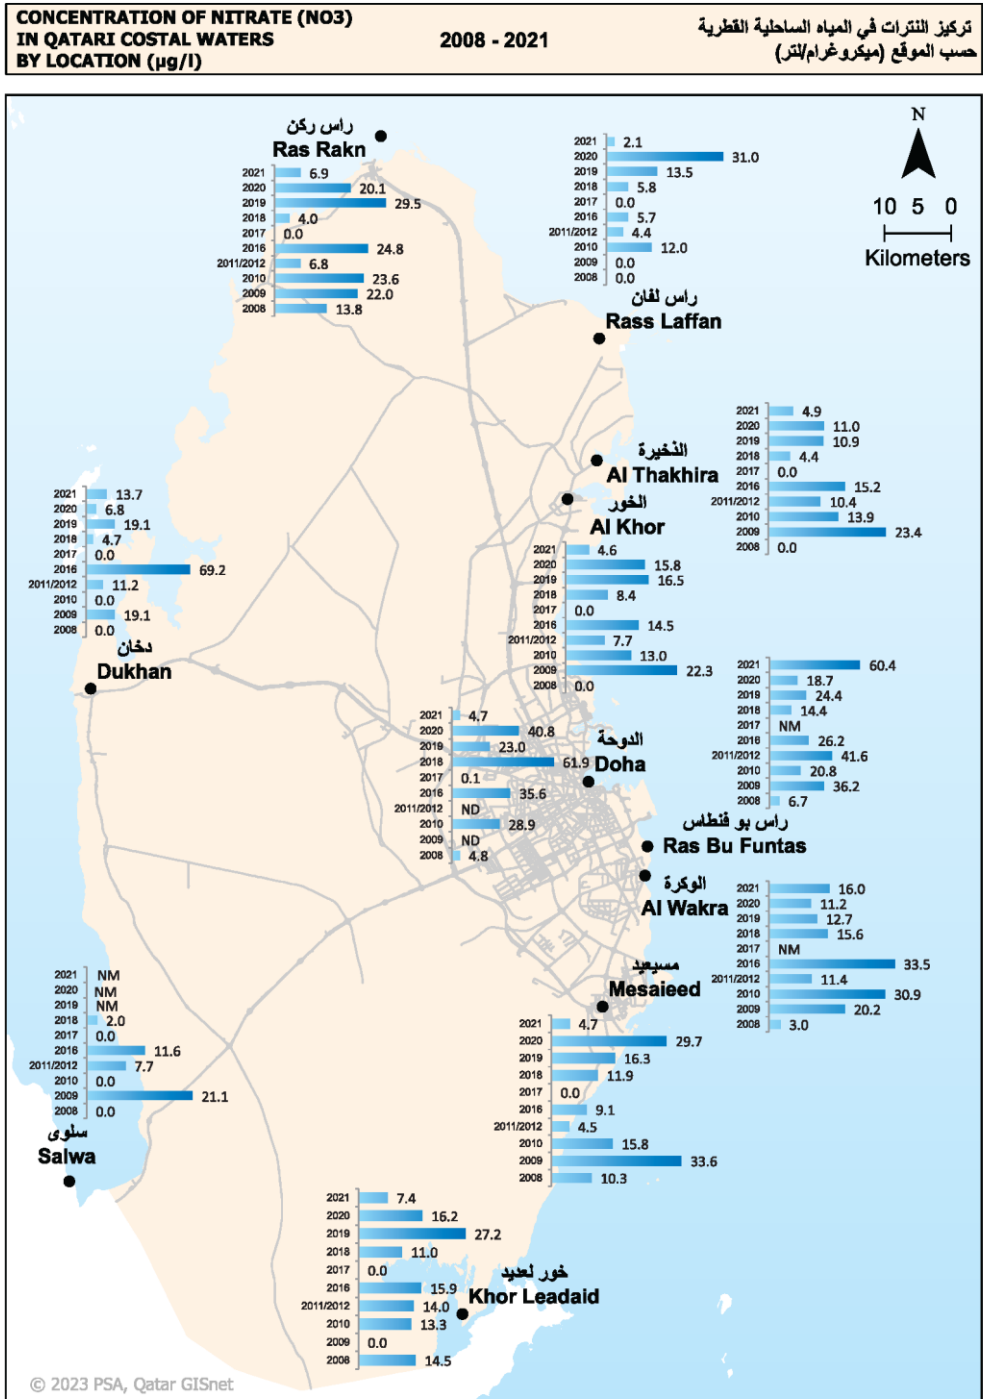 CONCENTRATION OF NITRATE (NO3)
IN QATARI COSTAL WATERS
BY LOCATION (µg/l)
2008 - 2021
تركيز النترات في المياه الساحلية القطرية
حسب الموقع (ميكروغرام/لتر)
N
10 5 0
Kilometers
راس ركن
Ras Rakn
2021 6.9
2020 20.1
2019 29.5
2018 4.0
2017 0.0
2016 24.8
2011/2012 6.8
2010 23.6
2009 22.0
2008 13.8
2021 2.1
2020 31.0
2019 13.5
2018 5.8
2017 0.0
2016 5.7
2011/2012 4.4
2010 12.0
2009 0.0
2008 0.0
راس لفان
Rass Laffan
الذخيرة
Al Thakhira
2021 4.9
2020 11.0
2019 10.9
2018 4.4
2017 0.0
2016 15.2
2011/2012 10.4
2010 13.9
2009 23.4
2008 0.0
الخور
Al Khor
2021 4.6
2020 15.8
2019 16.5
2018 8.4
2017 0.0
2016 14.5
2011/2012 7.7
2010 13.0
2009 22.3
2008 0.0
2021 13.7
2020 6.8
2019 19.1
2018 4.7
2017 0.0
2016 69.2
2011/2012 11.2
2010 0.0
2009 19.1
2008 0.0
دخان
Dukhan
2021 4.7
2020 40.8
2019 23.0
2018 61.9
2017 0.1
2016 35.6
2011/2012 ND
2010 28.9
2009 ND
2008 4.8
الدوحة
Doha
2021 60.4
2020 18.7
2019 24.4
2018 14.4
2017 NM
2016 26.2
2011/2012 41.6
2010 20.8
2009 36.2
2008 6.7
راس بو فنطاس
Ras Bu Funtas
الوكرة
Al Wakra
2021 16.0
2020 11.2
2019 12.7
2018 15.6
2017 NM
2016 33.5
2011/2012 11.4
2010 30.9
2009 20.2
2008 3.0
مسيعيد
Mesaieed
2021 4.7
2020 29.7
2019 16.3
2018 11.9
2017 0.0
2016 9.1
2011/2012 4.5
2010 15.8
2009 33.6
2008 10.3
2021 NM
2020 NM
2019 NM
2018 2.0
2017 0.0
2016 11.6
2011/2012 7.7
2010 0.0
2009 21.1
2008 0.0
سلوى
Salwa
2021 7.4
2020 16.2
2019 27.2
2018 11.0
2017 0.0
2016 15.9
2011/2012 14.0
2010 13.3
2009 0.0
2008 14.5
خور لعديد
Khor Leadaid
© 2023 PSA, Qatar GISnet